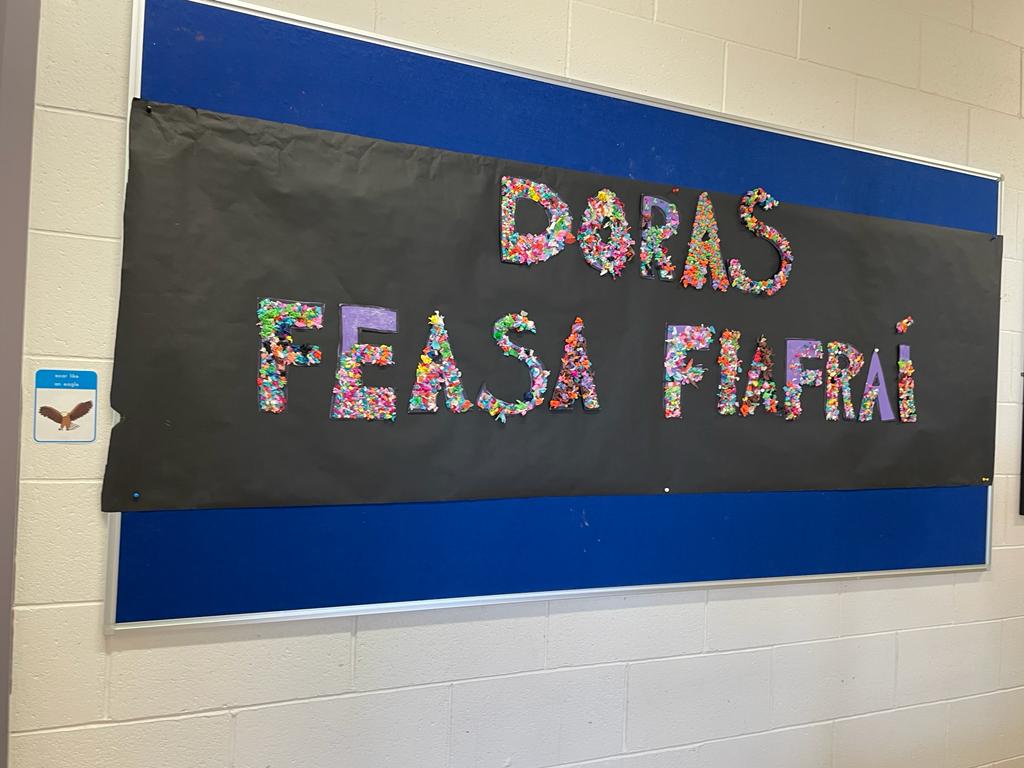 DORAS
FEASA FIAFRAÍ
soar like
an eagle